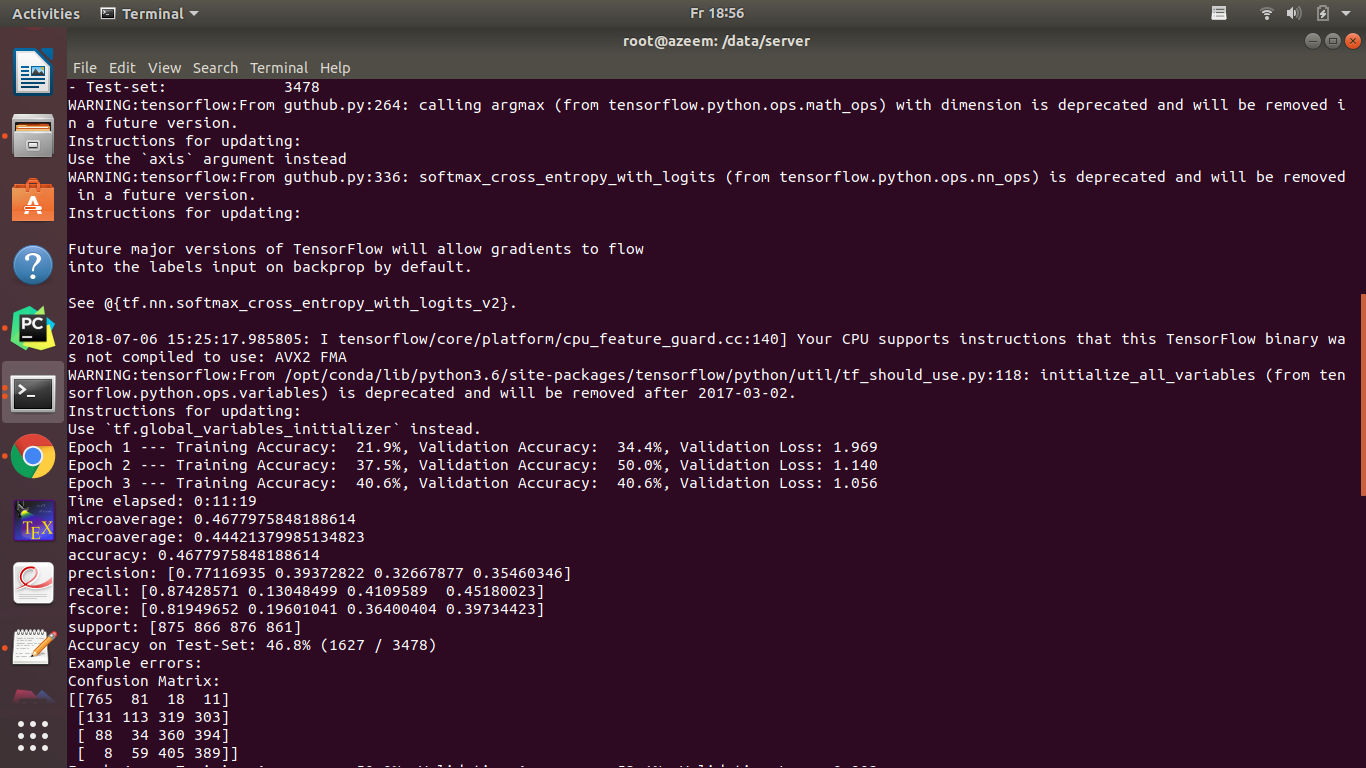 Activities Terminal Fr 18:56
root@azeem: /data/server
File Edit View Search Terminal Help
- Test-set: 3478
WARNING:tensorflow:From guthub.py:264: calling argmax (from tensorflow.python.ops.math_ops) with dimension is deprecated and will be removed i
n a future version.
Instructions for updating:
Use the `axis` argument instead
WARNING:tensorflow:From guthub.py:336: softmax_cross_entropy_with_logits (from tensorflow.python.ops.nn_ops) is deprecated and will be removed
 in a future version.
Instructions for updating:
Future major versions of TensorFlow will allow gradients to flow
into the labels input on backprop by default.
See @{tf.nn.softmax_cross_entropy_with_logits_v2}.
2018-07-06 15:25:17.985805: I tensorflow/core/platform/cpu_feature_guard.cc:140] Your CPU supports instructions that this TensorFlow binary wa
s not compiled to use: AVX2 FMA
WARNING:tensorflow:From /opt/conda/lib/python3.6/site-packages/tensorflow/python/util/tf_should_use.py:118: initialize_all_variables (from ten
sorflow.python.ops.variables) is deprecated and will be removed after 2017-03-02.
Instructions for updating:
Use `tf.global_variables_initializer` instead.
Epoch 1 --- Training Accuracy:  21.9%, Validation Accuracy:  34.4%, Validation Loss: 1.969
Epoch 2 --- Training Accuracy:  37.5%, Validation Accuracy:  50.0%, Validation Loss: 1.140
Epoch 3 --- Training Accuracy:  40.6%, Validation Accuracy:  40.6%, Validation Loss: 1.056
Time elapsed: 0:11:19
microaverage: 0.4677975848188614
macroaverage: 0.44421379985134823
accuracy: 0.4677975848188614
precision: [0.77116935 0.39372822 0.32667877 0.35460346]
recall: [0.87428571 0.13048499 0.4109589  0.45180023]
fscore: [0.81949652 0.19601041 0.36400404 0.39734423]
support: [875 866 876 861]
Accuracy on Test-Set: 46.8% (1627 / 3478)
Example errors:
Confusion Matrix:
[[765  81  18  11]
 [131 113 319 303]
 [ 88  34 360 394]
 [  8  59 405 389]]
PC
TEX